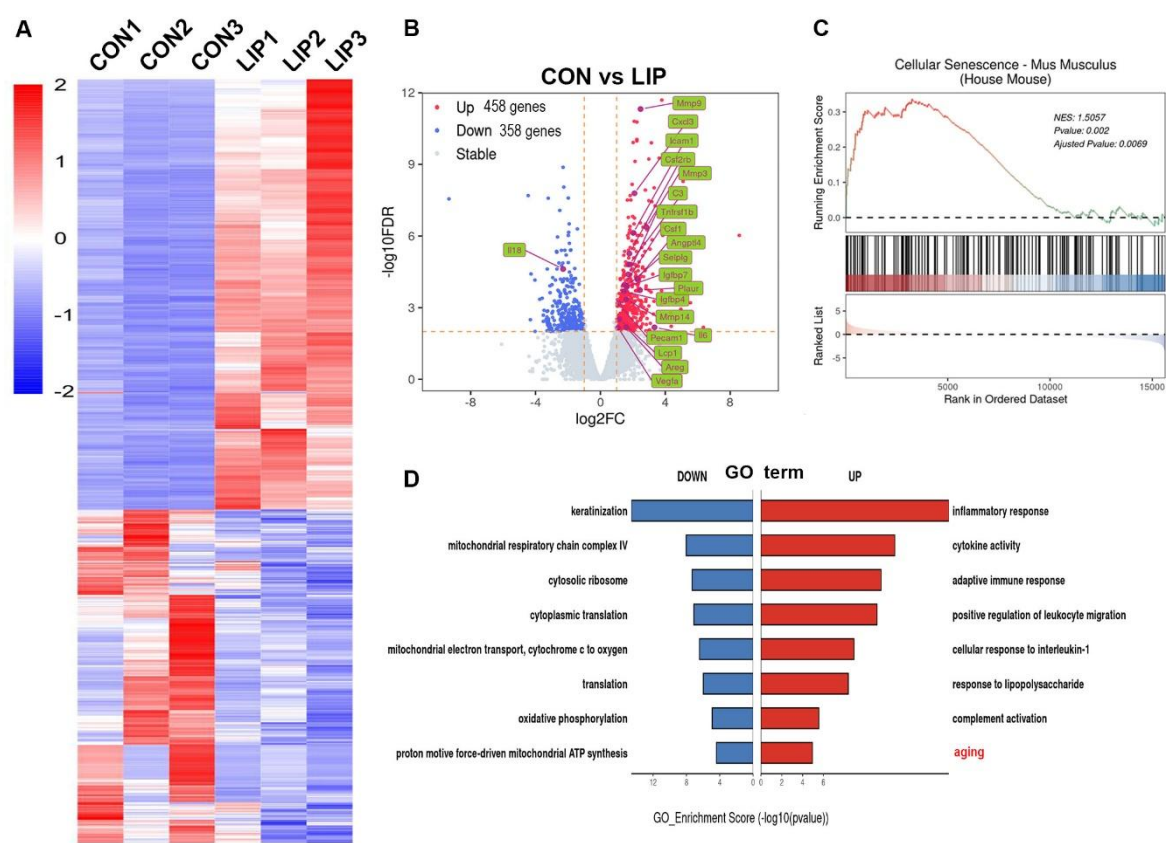 A
CON1
CON2
CON3
LIP1
LIP2
LIP3
2
1
0
-1
-2
B
CON vs LIP
Up 458 genes
Down 358 genes
Stable
Mmp9
Cxcl3
Icam1
Csf2rb
Mmp3
C3
Tnfrsf1b
Csf1
Angptl4
Selplg
Igfbp7
Plaur
Igfbp4
Mmp14
Il6
Pecam1
Lcp1
Areg
Vegfa
Il18
12
9
6
3
0
-log10FDR
-8
-4
0
4
8
log2FC
C
Cellular Senescence - Mus Musculus
(House Mouse)
NES: 1.5057
Pvalue: 0.002
Ajusted Pvalue: 0.0069
0.3
0.2
0.1
0.0
Running Enrichment Score
5
0
-5
Ranked List
5000
10000
15000
Rank in Ordered Dataset
D
DOWN GO term UP
keratinization
inflammatory response
mitochondrial respiratory chain complex IV
cytokine activity
cytosolic ribosome
adaptive immune response
cytoplasmic translation
positive regulation of leukocyte migration
mitochondrial electron transport, cytochrome c to oxygen
cellular response to interleukin-1
translation
response to lipopolysaccharide
oxidative phosphorylation
complement activation
proton motive force-driven mitochondrial ATP synthesis
aging
12 8 4 0 0 2 4 6
GO_Enrichment Score (-log10(pvalue))